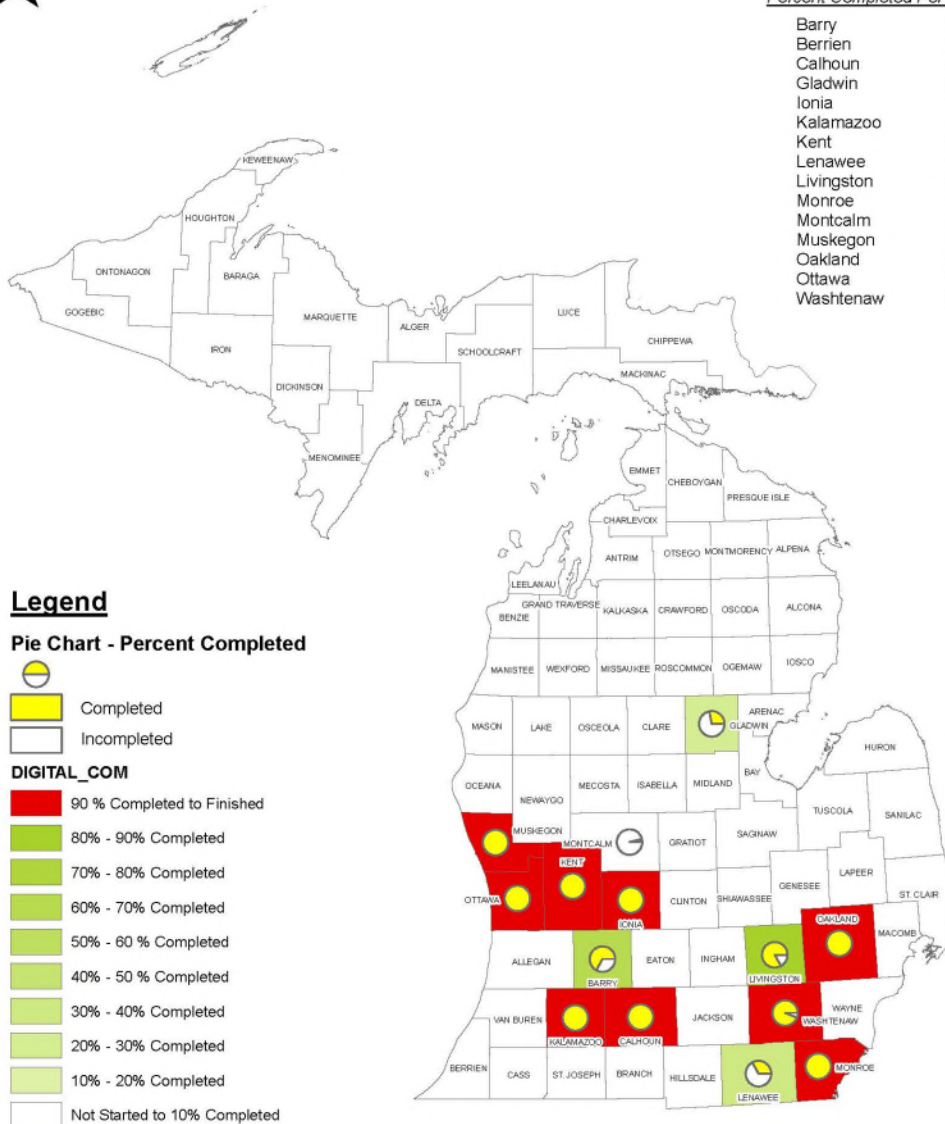 Barry
Berrien
Calhoun
Gladwin
Ionia
Kalamazoo
Kent
Lenawee
Livingston
Monroe
Montcalm
Muskegon
Oakland
Ottawa
Washtenaw
KEWEENAW
HOUGHTON
ONTONAGON
BARAGA
GOGEBIC
MARQUETTE
LUCE
ALGER
CHIPPEWA
IRON
SCHOOLCRAFT
MACKINAC
DICKINSON
DELTA
MENOMINEE
EMMET
CHEBOYGAN
PRESQUE ISLE
CHARLEVOIX
ANTRIM OTSEGO MONTMORENCY ALPENA
LEELANAU
BENZIE GRAND TRAVERSE KALKASKA CRAWFORD OSCODA ALCONA
MANISTEE WEXFORD MISSAUKEE ROSCOMMON OGEMAW IOSCO
MASON LAKE OSCEOLA CLARE GLADWIN ARENAC
HURON
OCEANA NEWAYGO MECOSTA ISABELLA MIDLAND BAY
TUSCOLA SANILAC
MUSKEGON MONTCALM GRATIOT SAGINAW
KENT
GENESEE LAPEER ST. CLAIR
OTTAWA IONIA CLINTON SHIAWASSEE OAKLAND MACOMB
ALLEGAN BARRY EATON INGHAM LIVINGSTON
VAN BUREN KALAMAZOO CALHOUN JACKSON WASHTENAW WAYNE
BERRIEN CASS ST. JOSEPH BRANCH HILLSDALE LENAWEE MONROE
Legend
Pie Chart - Percent Completed
Completed
Incompleted
DIGITAL_COM
90 % Completed to Finished
80% - 90% Completed
70% - 80% Completed
60% - 70% Completed
50% - 60 % Completed
40% - 50 % Completed
30% - 40% Completed
20% - 30% Completed
10% - 20% Completed
Not Started to 10% Completed